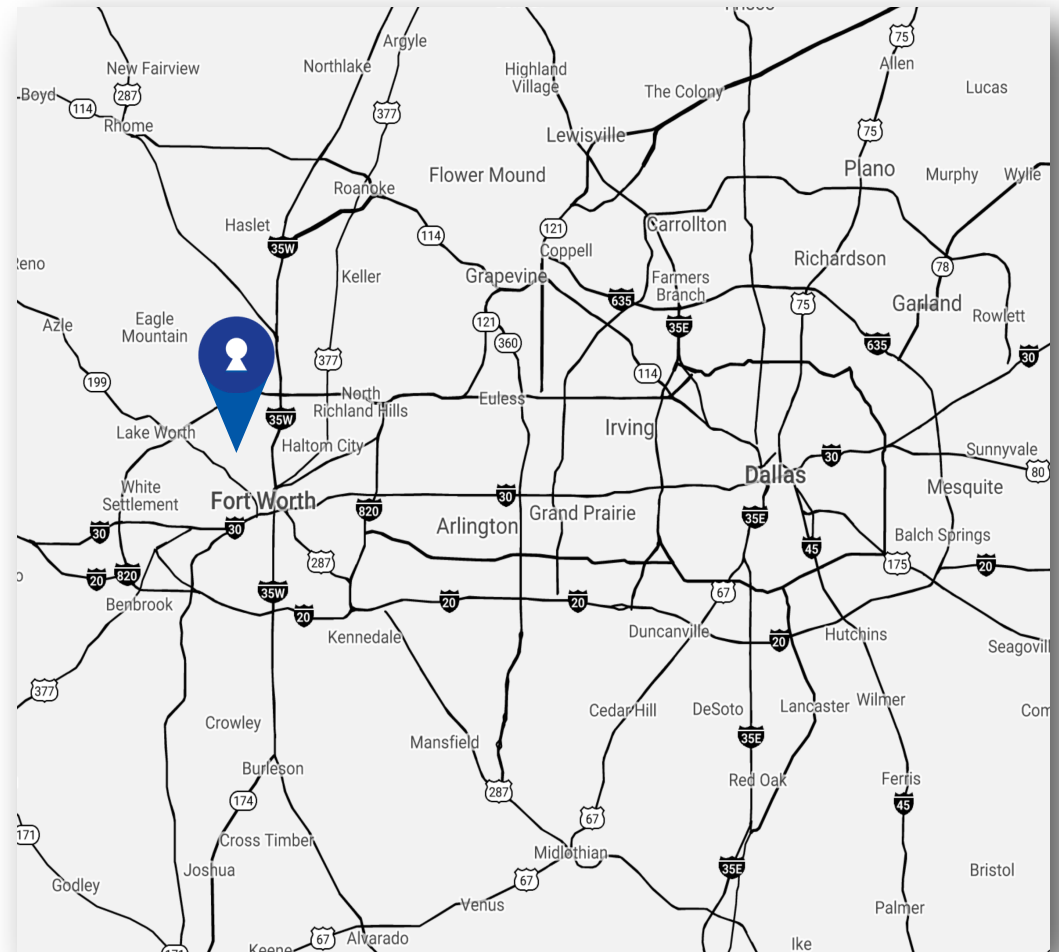 Argyle
75
New Fairview
Northlake
Highland
Village
Allen
287
The Colony
Lucas
Boyd
114
377
Rhome
Lewisville
75
Flower Mound
Plano
Murphy
Wylie
Roanoke
Haslet
35W
114
121
Carrollton
Coppell
Richardson
78
Keller
Grapevine
Farmers
Branch
635
75
Garland
Rowlett
Azle
Eagle
Mountain
121
360
35E
635
30
377
199
114
North
Richland Hills
Euless
35W
Lake Worth
Haltom City
Irving
30
Sunnyvale
80
Dallas
White
Settlement
Fort Worth
30
Mesquite
820
Arlington
Grand Prairie
35E
30
30
Balch Springs
45
287
175
20
20
820
35W
67
Benbrook
20
20
20
Kennedale
Duncanville
20
Hutchins
377
Crowley
Cedar Hill
DeSoto
Lancaster
Wilmer
Mansfield
35E
Burleson
Red Oak
Ferris
174
287
45
67
171
Cross Timber
Midlothian
Joshua
35E
Bristol
Godley
67
Venus
Palmer
67
Alvarado
Ike